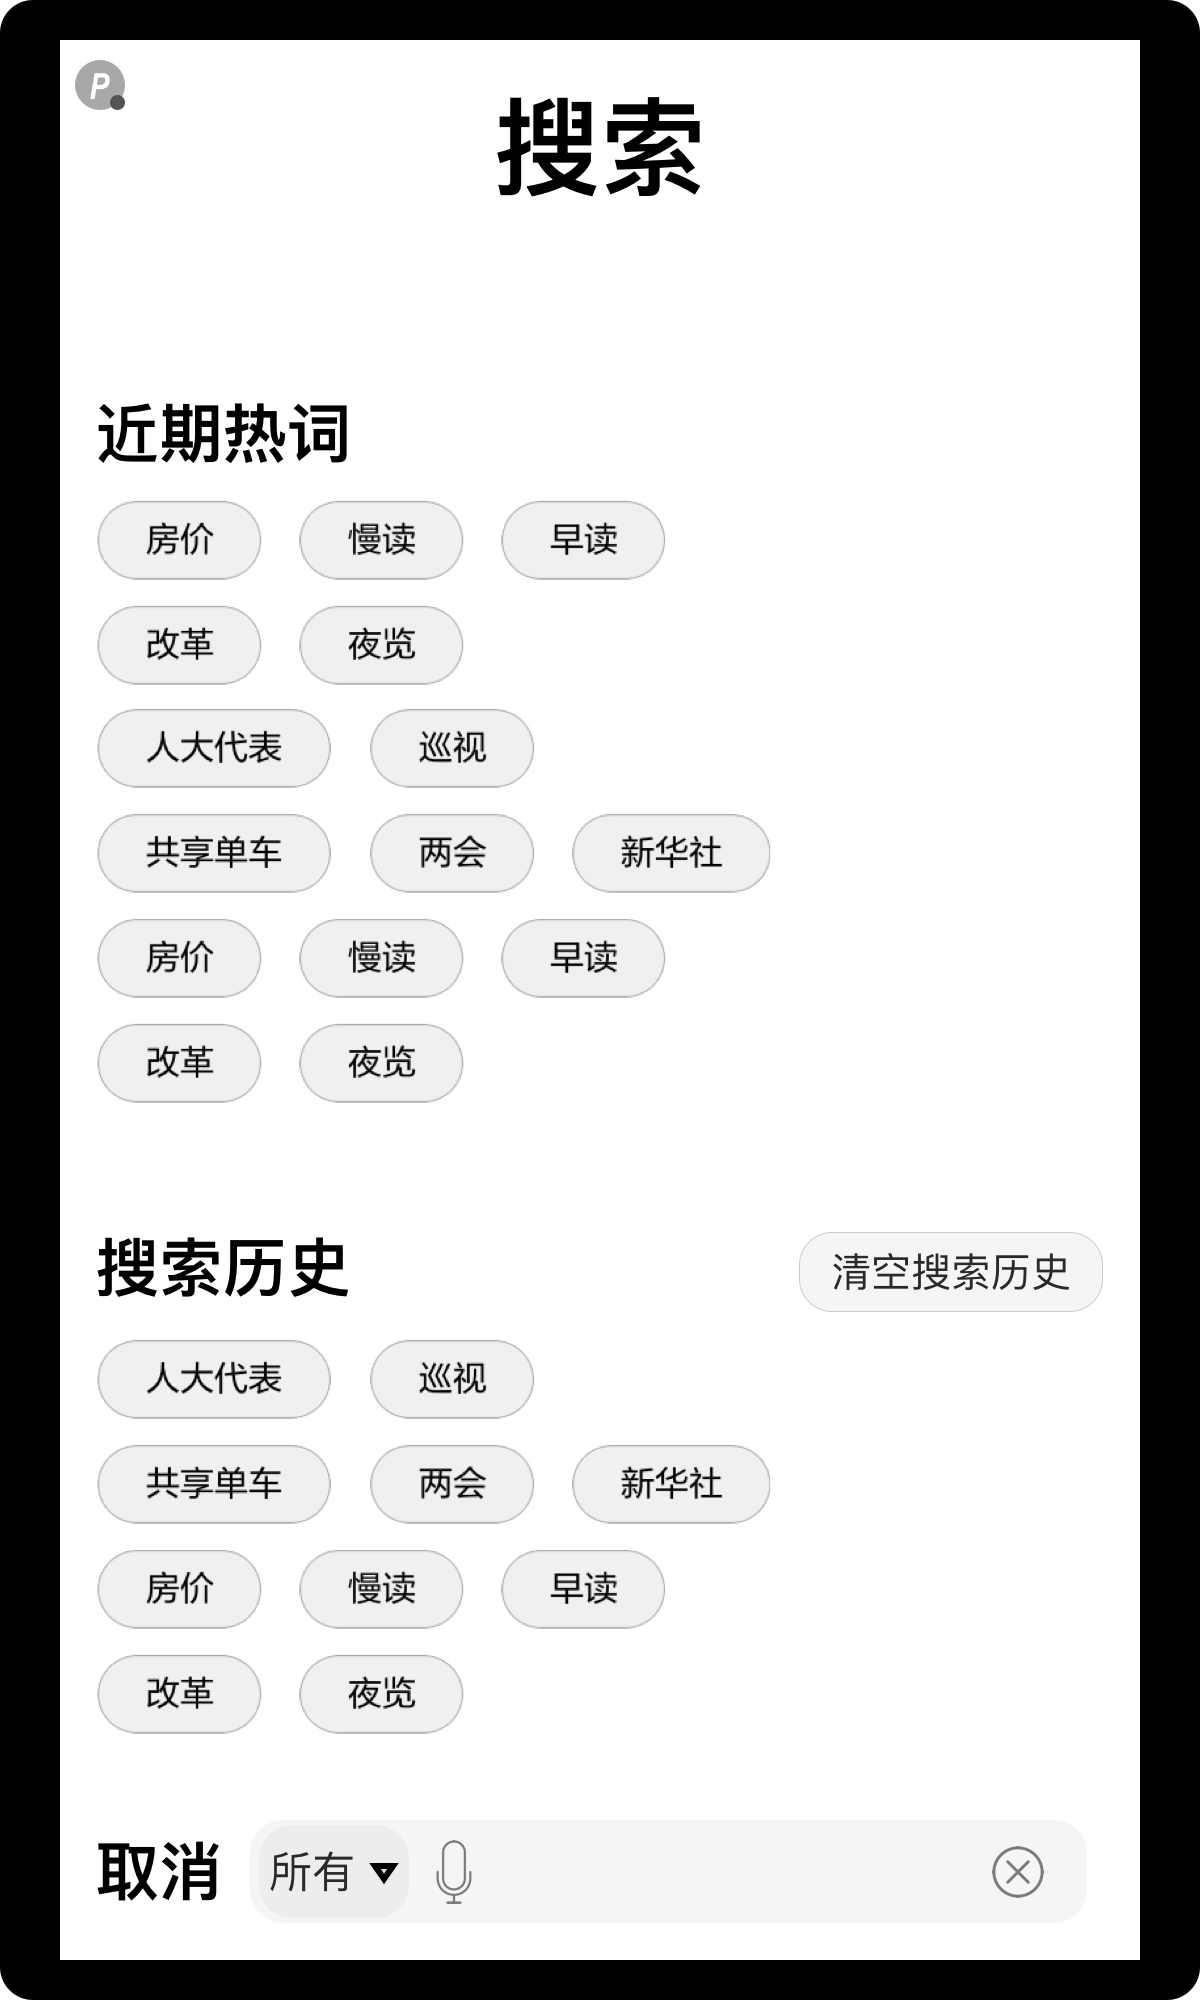 P
搜索
近期热词
房价 慢读 早读
改革 夜览
人大代表 巡视
共享单车 两会 新华社
房价 慢读 早读
改革 夜览
搜索历史 清空搜索历史
人大代表 巡视
共享单车 两会 新华社
房价 慢读 早读
改革 夜览
取消 所有